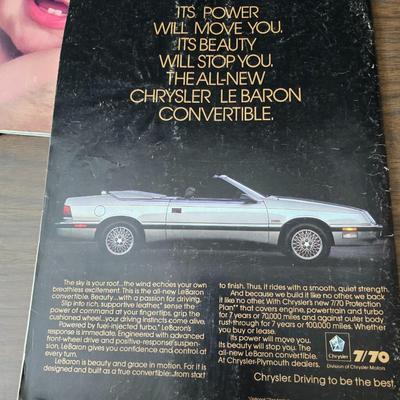 ITS POWER
WILL MOVE YOU.
ITS BEAUTY
WILL STOP YOU.
THE ALL-NEW
CHRYSLER LE BARON
CONVERTIBLE.
The sky is your roof...the wind echoes your own
breathless excitement. This is the all-new LeBaron
convertible. Beauty...with a passion for driving.
Slip into rich, supportive leather,* sense the
power of command at your fingertips, grip the
cushioned wheel...your driving instincts come alive.
Powered by fuel-injected turbo,* LeBaron's
response is immediate. Engineered with advanced
front-wheel drive and positive-response suspen-
sion, LeBaron gives you confidence and control at
every turn.
LeBaron is beauty and grace in motion. For it is
designed and built as a true convertible...from start
to finish. Thus, it rides with a smooth, quiet strength.
And because we build it like no other, we back
it like no other. With Chrysler's new 7/70 Protection
Plan** that covers engine, powertrain and turbo
for 7 years or 70,000 miles and against outer body
rust-through for 7 years or 100,000 miles. Whether
you buy or lease.
Its power will move you.
Its beauty will stop you. The
all-new LeBaron convertible.
At Chrysler-Plymouth dealers.
Chrysler
7/70
Division of Chrysler Motors
Chrysler. Driving to be the best.